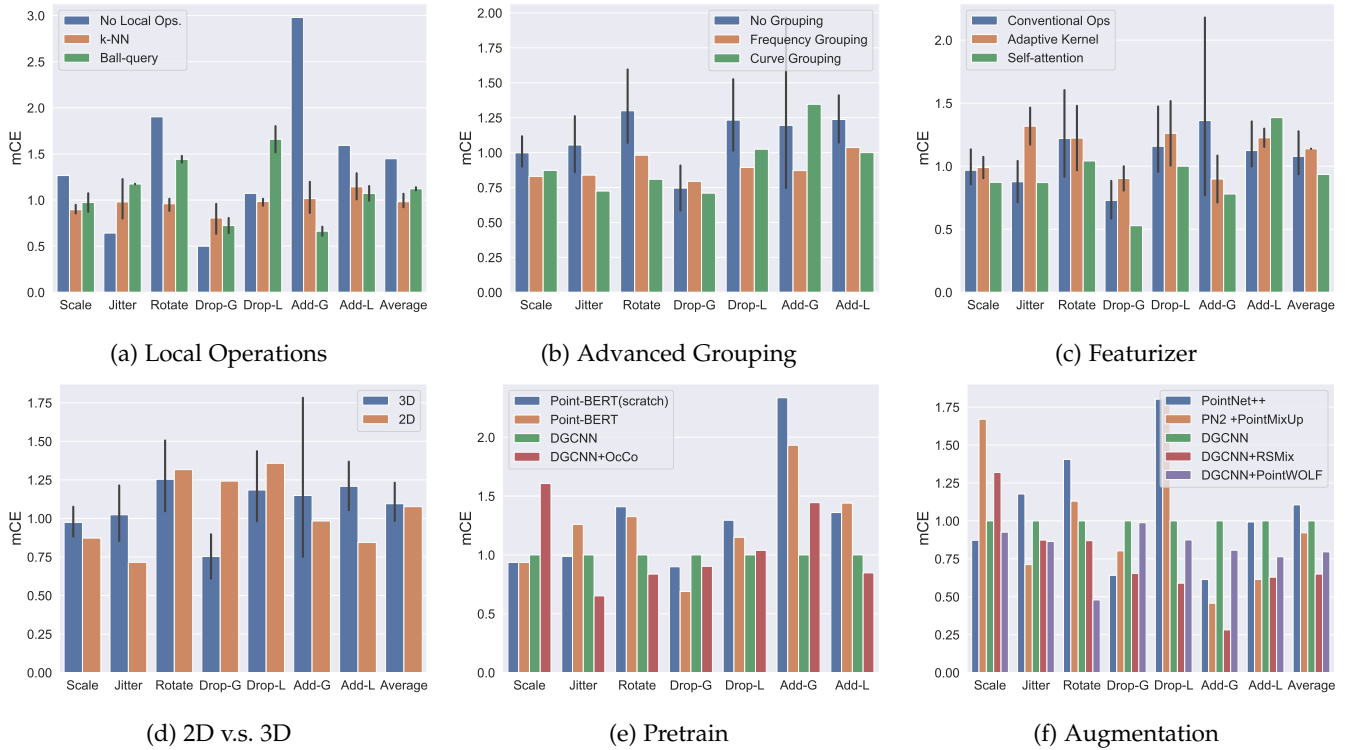 mCE
3.0
2.5
2.0
1.5
1.0
0.5
0.0
No Local Ops.
k-NN
Ball-query
Scale Jitter Rotate Drop-G Drop-L Add-G Add-L Average
(a) Local Operations
mCE
2.00
1.75
1.50
1.25
1.00
0.75
0.50
0.25
0.00
No Grouping
Frequency Grouping
Curve Grouping
Scale Jitter Rotate Drop-G Drop-L Add-G Add-L
(b) Advanced Grouping
mCE
2.0
1.5
1.0
0.5
0.0
Conventional Ops
Adaptive Kernel
Self-attention
Scale Jitter Rotate Drop-G Drop-L Add-G Add-L Average
(c) Featurizer
mCE
1.75
1.50
1.25
1.00
0.75
0.50
0.25
0.00
3D
2D
Scale Jitter Rotate Drop-G Drop-L Add-G Add-L Average
(d) 2D v.s. 3D
mCE
2.0
1.5
1.0
0.5
0.0
Point-BERT(scratch)
Point-BERT
DGCNN
DGCNN+OcCo
Scale Jitter Rotate Drop-G Drop-L Add-G Add-L
(e) Pretrain
mCE
1.75
1.50
1.25
1.00
0.75
0.50
0.25
0.00
PointNet++
PN2 +PointMixUp
DGCNN
DGCNN+RSMix
DGCNN+PointWOLF
Scale Jitter Rotate Drop-G Drop-L Add-G Add-L Average
(f) Augmentation